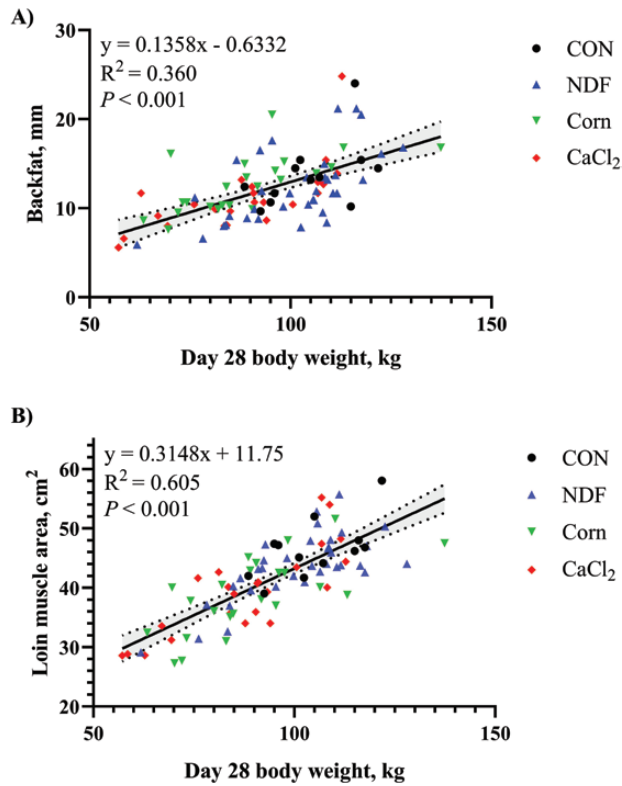 A)
y = 0.1358x - 0.6332
R² = 0.360
P < 0.001
CON
NDF
Corn
CaCl₂
Backfat, mm
30
20
10
0
50
100
150
Day 28 body weight, kg
B)
y = 0.3148x + 11.75
R² = 0.605
P < 0.001
CON
NDF
Corn
CaCl₂
Loin muscle area, cm²
60
50
40
30
20
50
100
150
Day 28 body weight, kg